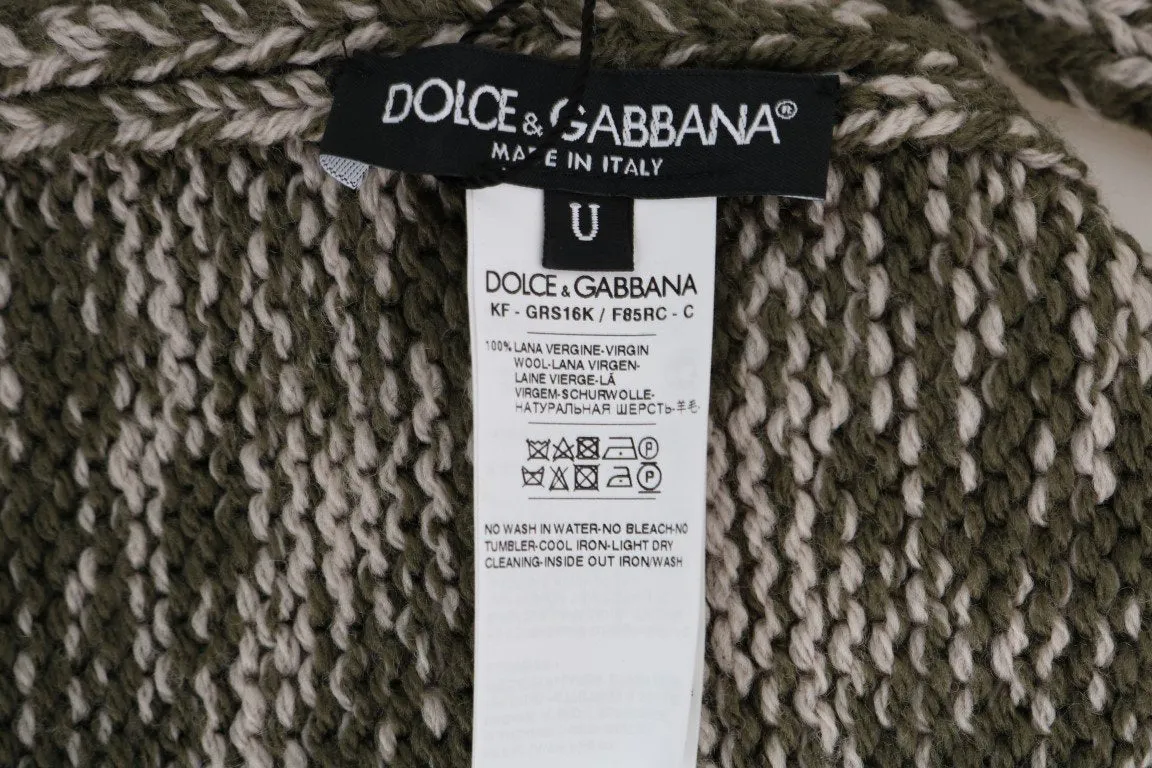 DOLCE & GABBANA®
MADE IN ITALY
U
DOLCE & GABBANA
KF - GRS16K / F85RC - C
100% LANA VERGINE-VIRGIN
WOOL-LANA VIRGEN-
LAINE VIERGE-LÃ
VIRGEM-SCHURWOLLE-
НАТУРАЛЬНАЯ ШЕРСТЬ-羊毛-
P
P
NO WASH IN WATER-NO BLEACH-NO
TUMBLER-COOL IRON-LIGHT DRY
CLEANING-INSIDE OUT IRON/WASH